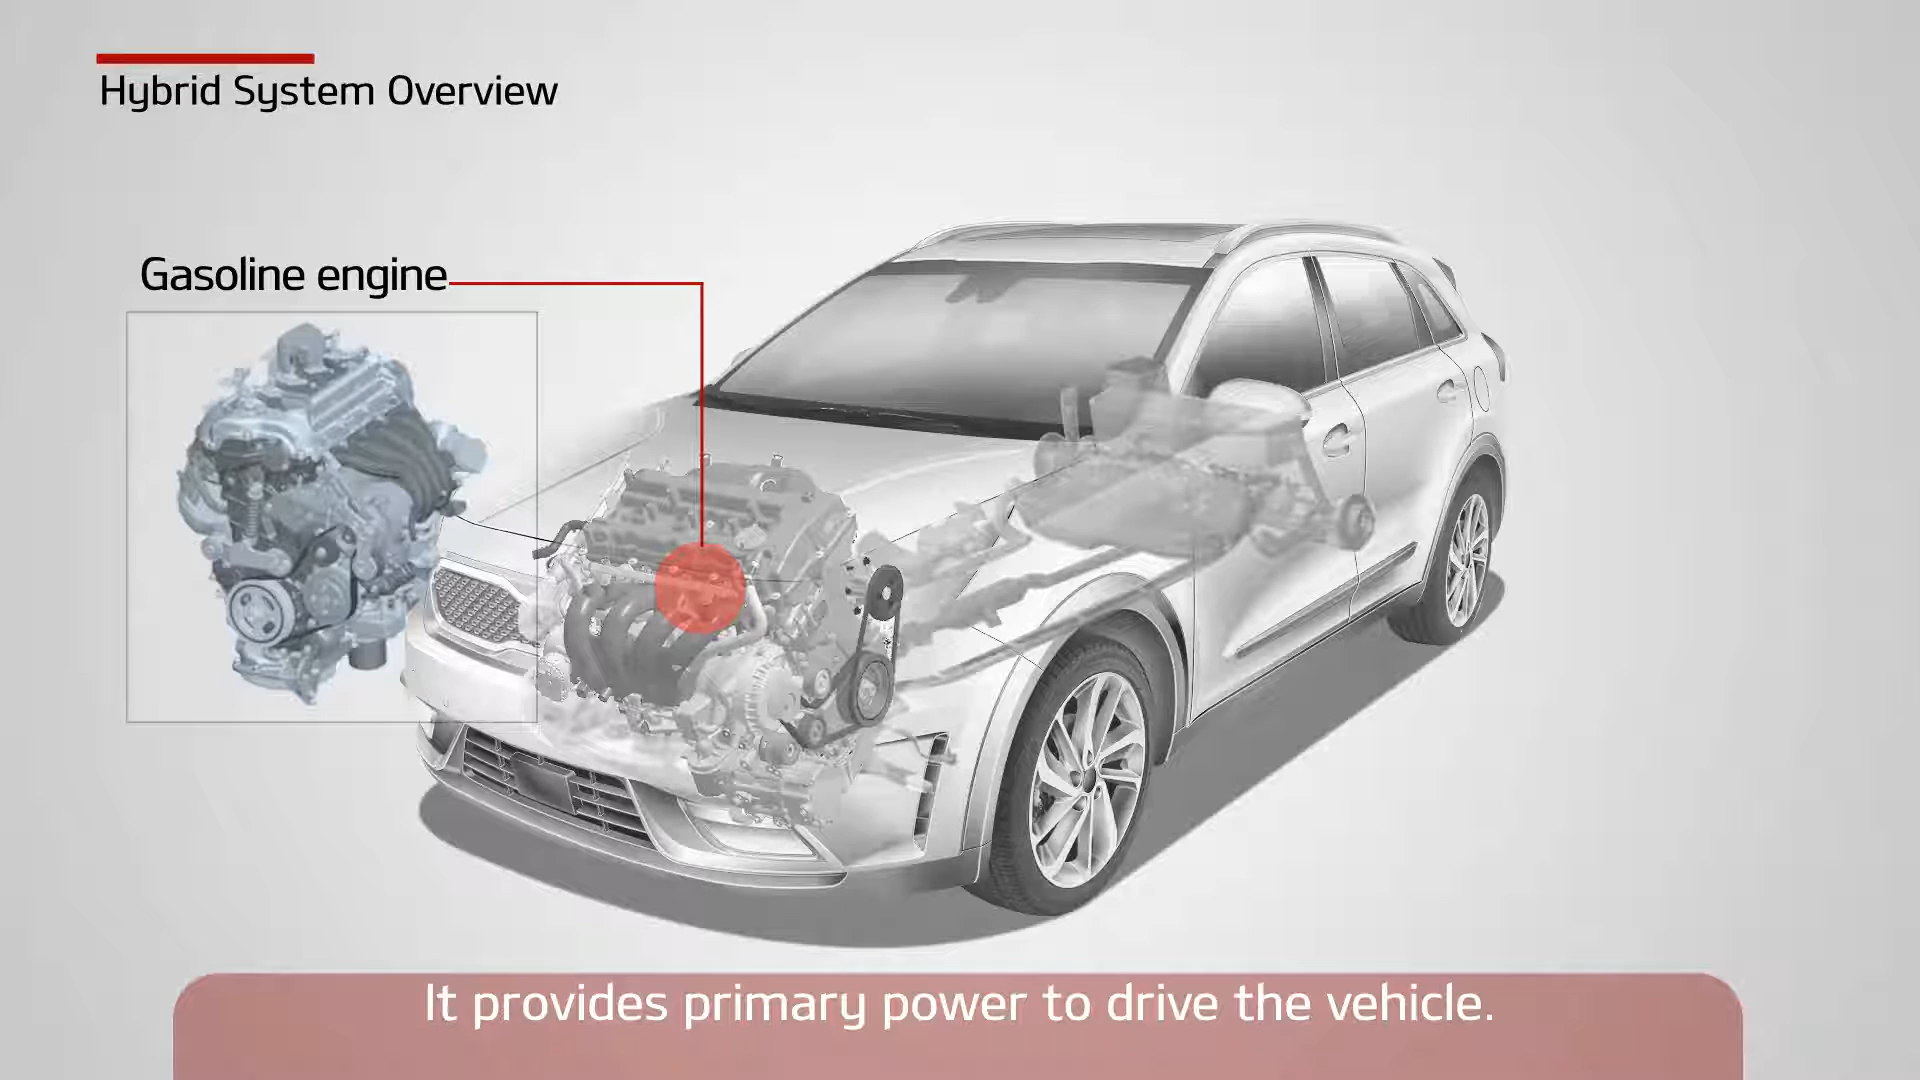 Hybrid System Overview
Gasoline engine
It provides primary power to drive the vehicle.